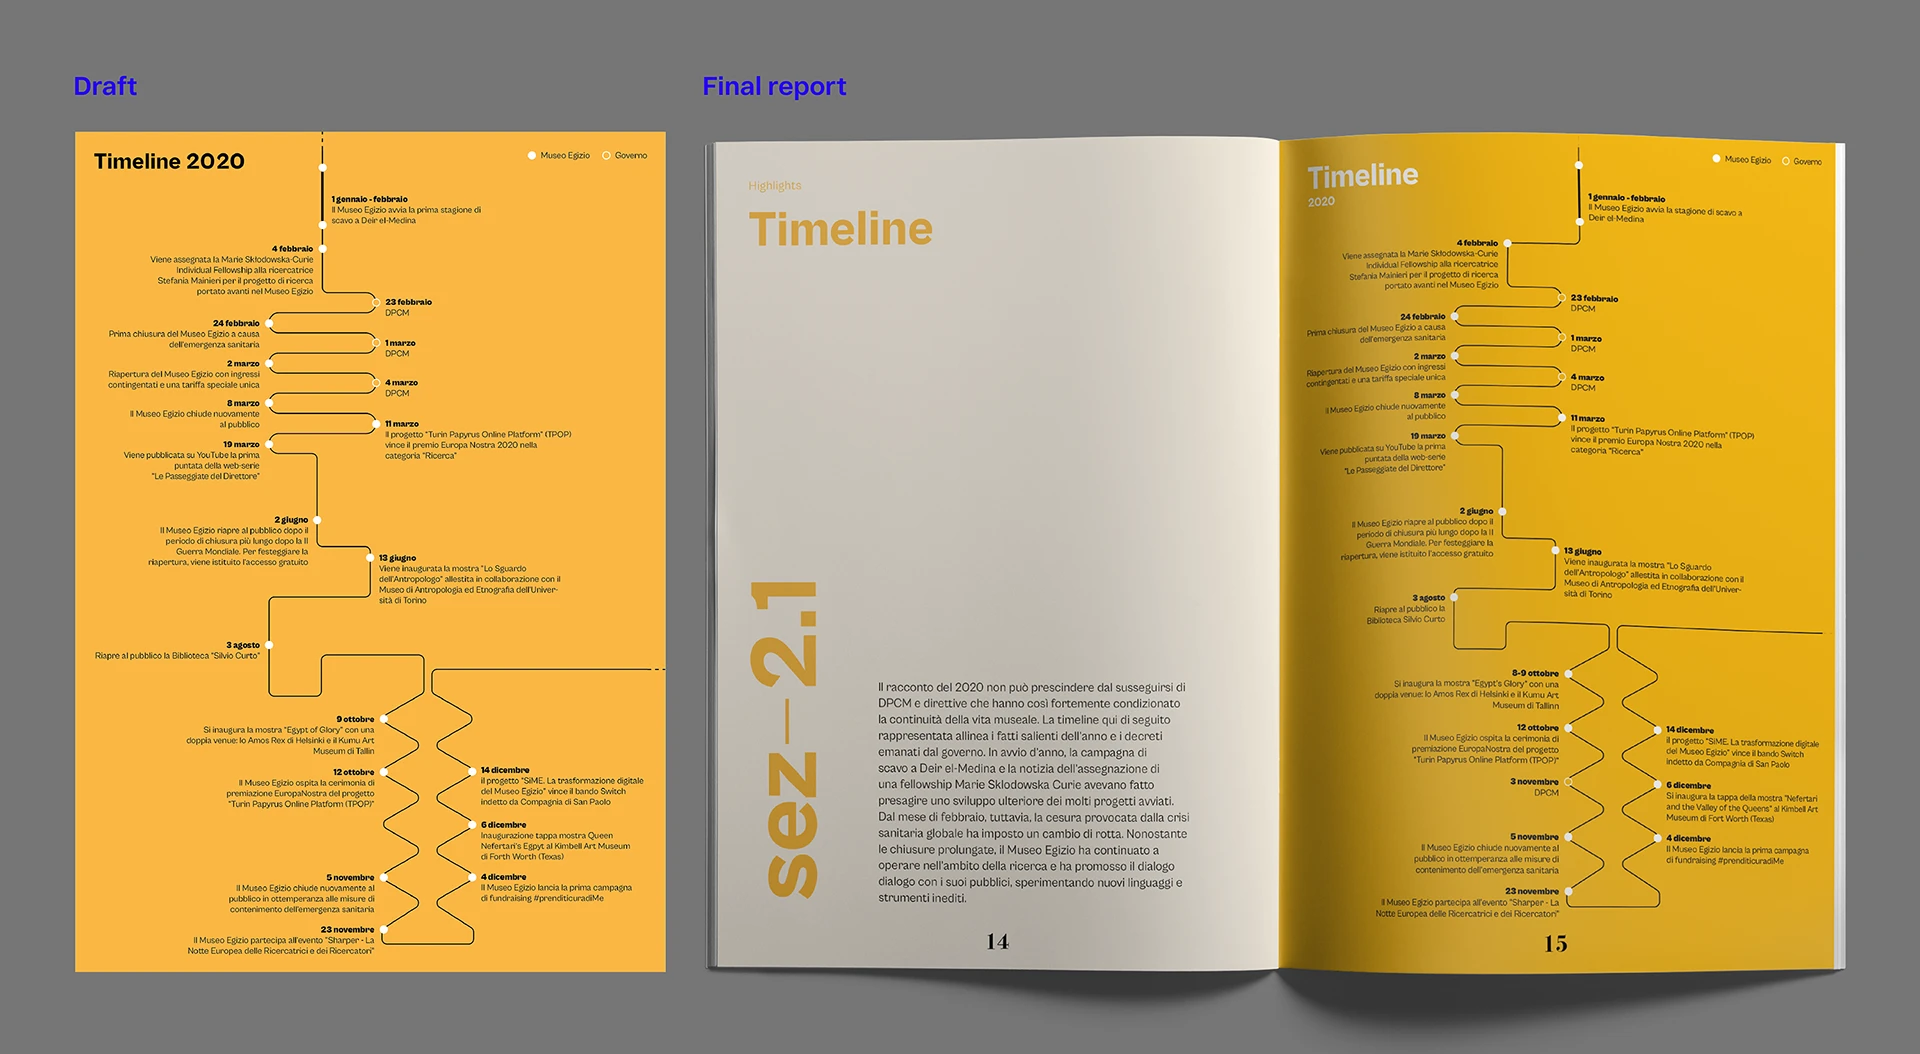 Draft
Timeline 2020
Museo Egizio
Governo
1 gennaio - febbraio
Il Museo Egizio avvia la prima stagione di
scavo a Deir el-Medina
4 febbraio
Viene assegnata la Marie Skłodowska-Curie
Individual Fellowship alla ricercatrice
Stefania Mainieri per il progetto di ricerca
portato avanti nel Museo Egizio
23 febbraio
DPCM
24 febbraio
Prima chiusura del Museo Egizio a causa
dell'emergenza sanitaria
1 marzo
DPCM
2 marzo
Riapertura del Museo Egizio con ingressi
contingentati e una tariffa speciale unica
4 marzo
DPCM
8 marzo
Il Museo Egizio chiude nuovamente
al pubblico
11 marzo
Il progetto "Turin Papyrus Online Platform" (TPOP)
vince il premio Europa Nostra 2020 nella
categoria "Ricerca"
19 marzo
Viene pubblicata su YouTube la prima
puntata della web-serie
"Le Passeggiate del Direttore"
2 giugno
Il Museo Egizio riapre al pubblico dopo il
periodo di chiusura più lungo dopo la II
Guerra Mondiale. Per festeggiare la
riapertura, viene istituito l'accesso gratuito
13 giugno
Viene inaugurata la mostra "Lo Sguardo
dell'Antropologo" allestita in collaborazione con il
Museo di Antropologia ed Etnografia dell'Univer-
sità di Torino
3 agosto
Riapre al pubblico la Biblioteca "Silvio Curto"
9 ottobre
Si inaugura la mostra "Egypt of Glory" con una
doppia venue: lo Amos Rex di Helsinki e il Kumu Art
Museum di Tallin
12 ottobre
Il Museo Egizio ospita la cerimonia di
premiazione EuropaNostra del progetto
"Turin Papyrus Online Platform (TPOP)"
14 dicembre
il progetto "SIME. La trasformazione digitale
del Museo Egizio" vince il bando Switch
indetto da Compagnia di San Paolo
6 dicembre
Inaugurazione tappa mostra Queen
Nefertari's Egpyt al Kimbell Art Museum
di Forth Worth (Texas)
5 novembre
Il Museo Egizio chiude nuovamente al
pubblico in ottemperanza alle misure di
contenimento dell'emergenza sanitaria
4 dicembre
Il Museo Egizio lancia la prima campagna
di fundraising #prenditicuradiMe
23 novembre
Il Museo Egizio partecipa all'evento "Sharper - La
Notte Europea delle Ricercatrici e dei Ricercatori"
Final report
Highlights
Timeline
sez—2.1
Il racconto del 2020 non può prescindere dal susseguirsi di
DPCM e direttive che hanno così fortemente condizionato
la continuità della vita museale. La timeline qui di seguito
rappresentata allinea i fatti salienti dell'anno e i decreti
emanati dal governo. In avvio d'anno, la campagna di
scavo a Deir el-Medina e la notizia dell'assegnazione di
una fellowship Marie Sklodowska Curie avevano fatto
presagire uno sviluppo ulteriore dei molti progetti avviati.
Dal mese di febbraio, tuttavia, la cesura provocata dalla crisi
sanitaria globale ha imposto un cambio di rotta. Nonostante
le chiusure prolungate, il Museo Egizio ha continuato a
operare nell'ambito della ricerca e ha promosso il dialogo
dialogo con i suoi pubblici, sperimentando nuovi linguaggi e
strumenti inediti.
14
Timeline
2020
Museo Egizio
Governo
1 gennaio - febbraio
Il Museo Egizio avvia la stagione di scavo a
Deir el-Medina
4 febbraio
Viene assegnata la Marie Skłodowska-Curie
Individual Fellowship alla ricercatrice
Stefania Mainieri per il progetto di ricerca
portato avanti nel Museo Egizio
23 febbraio
DPCM
24 febbraio
Prima chiusura del Museo Egizio a causa
dell'emergenza sanitaria
1 marzo
DPCM
2 marzo
Riapertura del Museo Egizio con ingressi
contingentati e una tariffa speciale unica
4 marzo
DPCM
8 marzo
Il Museo Egizio chiude nuovamente
al pubblico
11 marzo
Il progetto "Turin Papyrus Online Platform" (TPOP)
vince il premio Europa Nostra 2020 nella
categoria "Ricerca"
19 marzo
Viene pubblicata su YouTube la prima
puntata della web-serie
"Le Passeggiate del Direttore"
2 giugno
Il Museo Egizio riapre al pubblico dopo il
periodo di chiusura più lungo dopo la II
Guerra Mondiale. Per festeggiare la
riapertura, viene istituito l'accesso gratuito
13 giugno
Viene inaugurata la mostra "Lo Sguardo
dell'Antropologo" allestita in collaborazione con il
Museo di Antropologia ed Etnografia dell'Univer-
sità di Torino
3 agosto
Riapre al pubblico la
Biblioteca Silvio Curto
8-9 ottobre
Si inaugura la mostra "Egypt's Glory" con una
doppia venue: lo Amos Rex di Helsinki e il Kumu Art
Museum di Tallinn
12 ottobre
Il Museo Egizio ospita la cerimonia di
premiazione EuropaNostra del progetto
"Turin Papyrus Online Platform (TPOP)"
14 dicembre
il progetto "SIME. La trasformazione digitale
del Museo Egizio" vince il bando Switch
indetto da Compagnia di San Paolo
3 novembre
DPCM
6 dicembre
Si inaugura la tappa della mostra "Nefertari
and the Valley of the Queens" al Kimbell Art
Museum di Fort Worth (Texas)
5 novembre
Il Museo Egizio chiude nuovamente al
pubblico in ottemperanza alle misure di
contenimento dell'emergenza sanitaria
4 dicembre
Il Museo Egizio lancia la prima campagna
di fundraising #prenditicuradiMe
23 novembre
Il Museo Egizio partecipa all'evento "Sharper - La
Notte Europea delle Ricercatrici e dei Ricercatori"
15